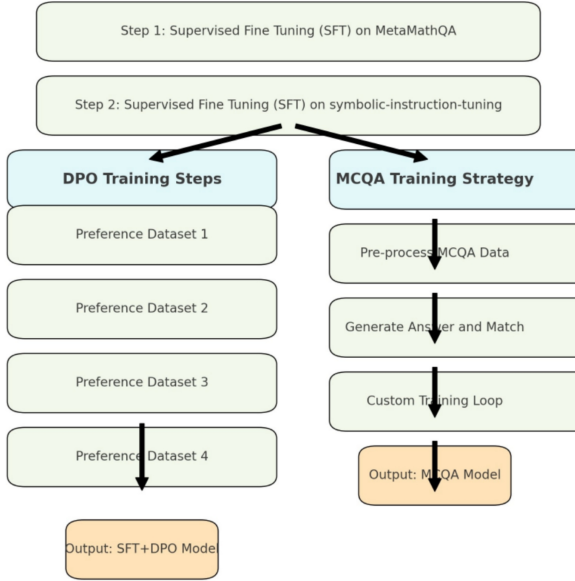 Step 1: Supervised Fine Tuning (SFT) on MetaMathQA
Step 2: Supervised Fine Tuning (SFT) on symbolic-instruction-tuning
DPO Training Steps
Preference Dataset 1
Preference Dataset 2
Preference Dataset 3
Preference Dataset 4
Output: SFT+DPO Model
MCQA Training Strategy
Pre-process MCQA Data
Generate Answer and Match
Custom Training Loop
Output: MCQA Model